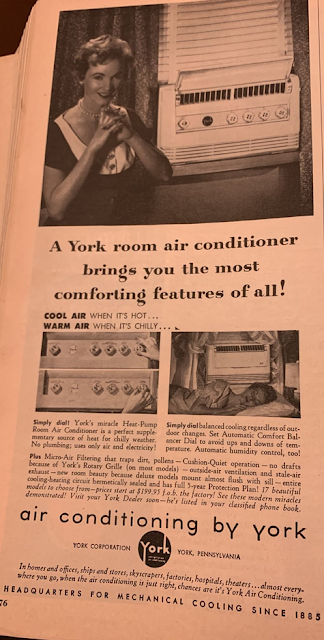 A York room air conditioner
brings you the most
comforting features of all!
COOL AIR WHEN IT'S HOT...
WARM AIR WHEN IT'S CHILLY...
Simply dial! York's miracle Heat-Pump
Room Air Conditioner is a perfect supple-
mentary source of heat for chilly weather.
No plumbing; uses only air and electricity!
Simply dial balanced cooling regardless of out-
door changes. Set Automatic Comfort Bal-
ancer Dial to avoid ups and downs of tem-
perature. Automatic humidity control, too!
Plus Micro-Air Filtering that traps dirt, pollens — Cushion-Quiet operation — no drafts
because of York's Rotary Grille (on most models) — outside-air ventilation and stale-air
exhaust — new room beauty because deluxe models mount almost flush with sill — entire
cooling-heating circuit hermetically sealed and has full 5-year Protection Plan! 17 beautiful
models to choose from—prices start at $199.95 f.o.b. the factory! See these modern miracles
demonstrated! Visit your York Dealer soon—he's listed in your classified phone book.
air conditioning by york
YORK CORPORATION
York
YORK, PENNSYLVANIA
In homes and offices, ships and stores, skyscrapers, factories, hospitals, theaters...almost every-
where you go, when the air conditioning is just right, chances are it's York Air Conditioning.
HEADQUARTERS FOR MECHANICAL COOLING SINCE 1885
76